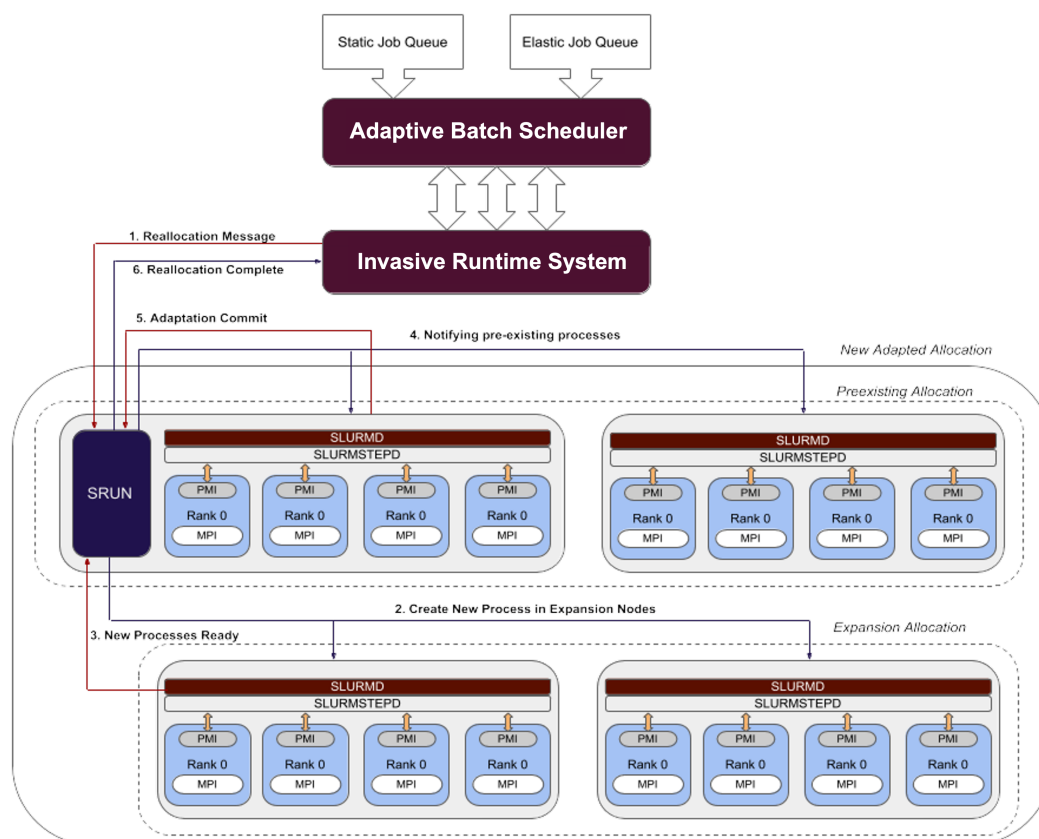 Static Job Queue
Elastic Job Queue
Adaptive Batch Scheduler
1. Reallocation Message
Invasive Runtime System
6. Reallocation Complete
5. Adaptation Commit
4. Notifying pre-existing processes
New Adapted Allocation
Preexisting Allocation
SRUN
SLURMD
SLURMSTEPD
PMI
Rank 0
MPI
PMI
Rank 0
MPI
PMI
Rank 0
MPI
PMI
Rank 0
MPI
SLURMD
SLURMSTEPD
PMI
Rank 0
MPI
PMI
Rank 0
MPI
PMI
Rank 0
MPI
PMI
Rank 0
MPI
2. Create New Process in Expansion Nodes
3. New Processes Ready
Expansion Allocation
SLURMD
SLURMSTEPD
PMI
Rank 0
MPI
PMI
Rank 0
MPI
PMI
Rank 0
MPI
PMI
Rank 0
MPI
SLURMD
SLURMSTEPD
PMI
Rank 0
MPI
PMI
Rank 0
MPI
PMI
Rank 0
MPI
PMI
Rank 0
MPI